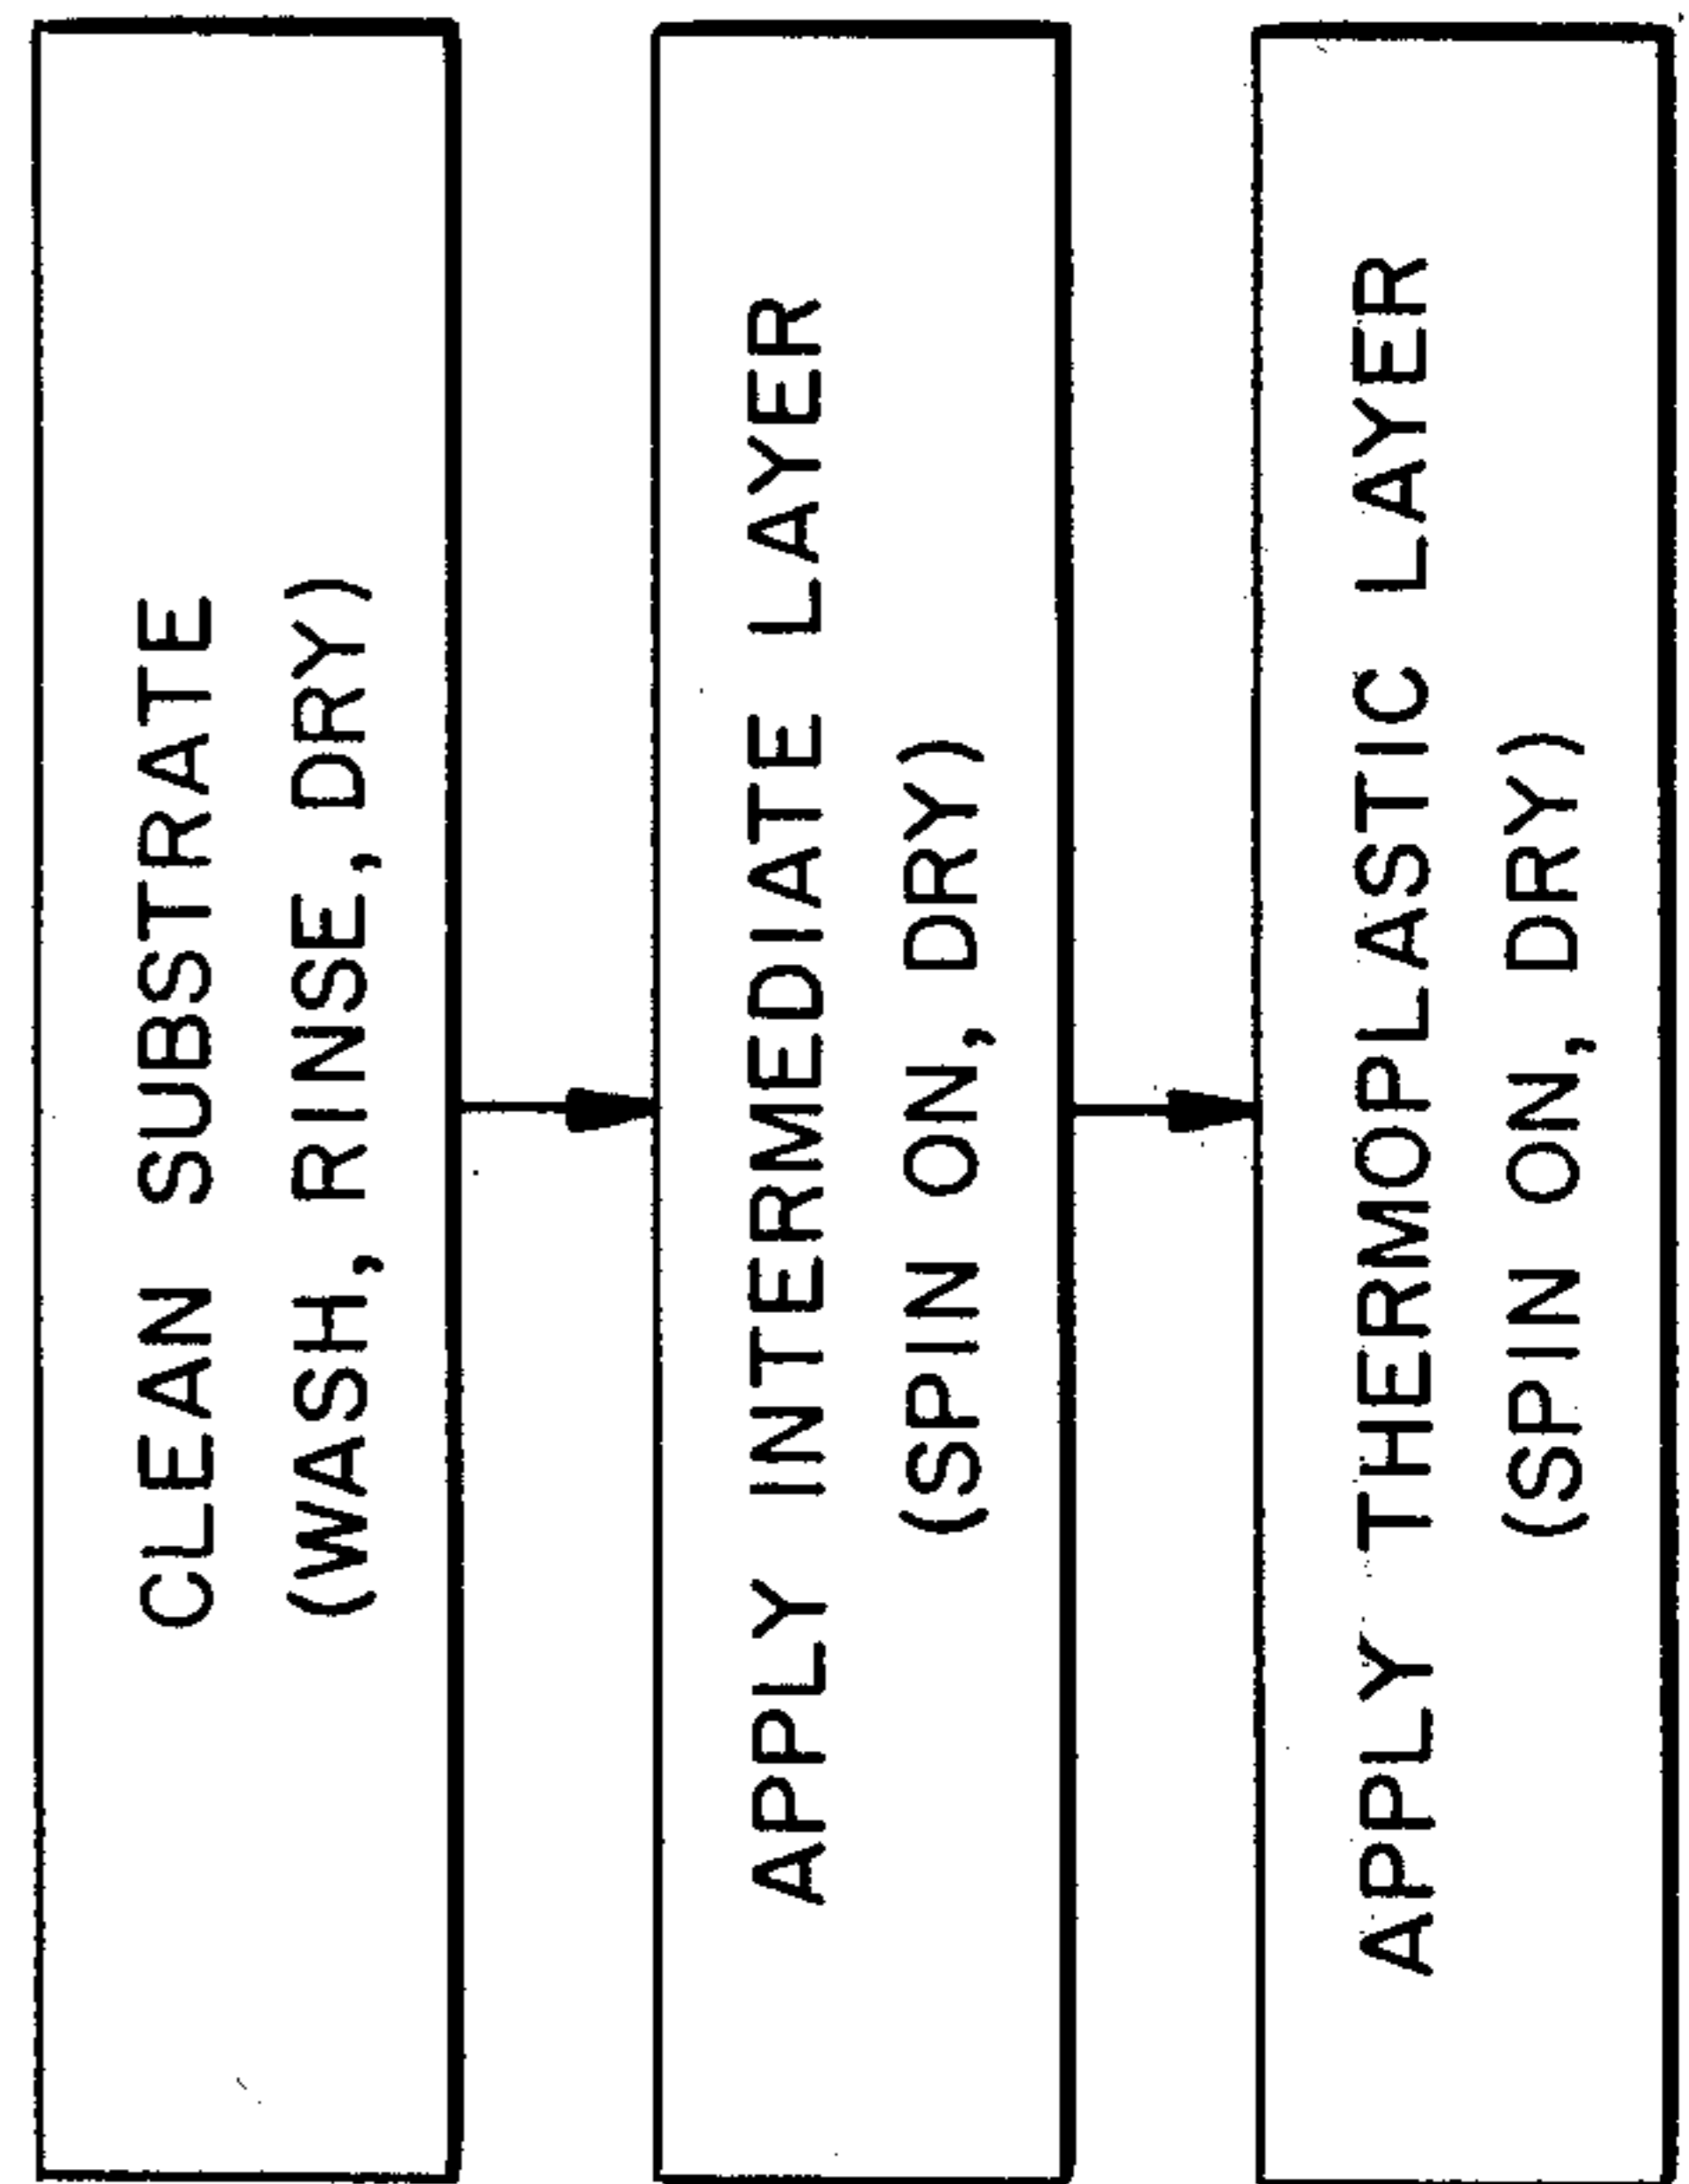 CLEAN SUBSTRATE
(WASH, RINSE, DRY)
APPLY INTERMEDIATE LAYER
(SPIN ON, DRY)
APPLY THERMOPLASTIC LAYER
(SPIN ON, DRY)